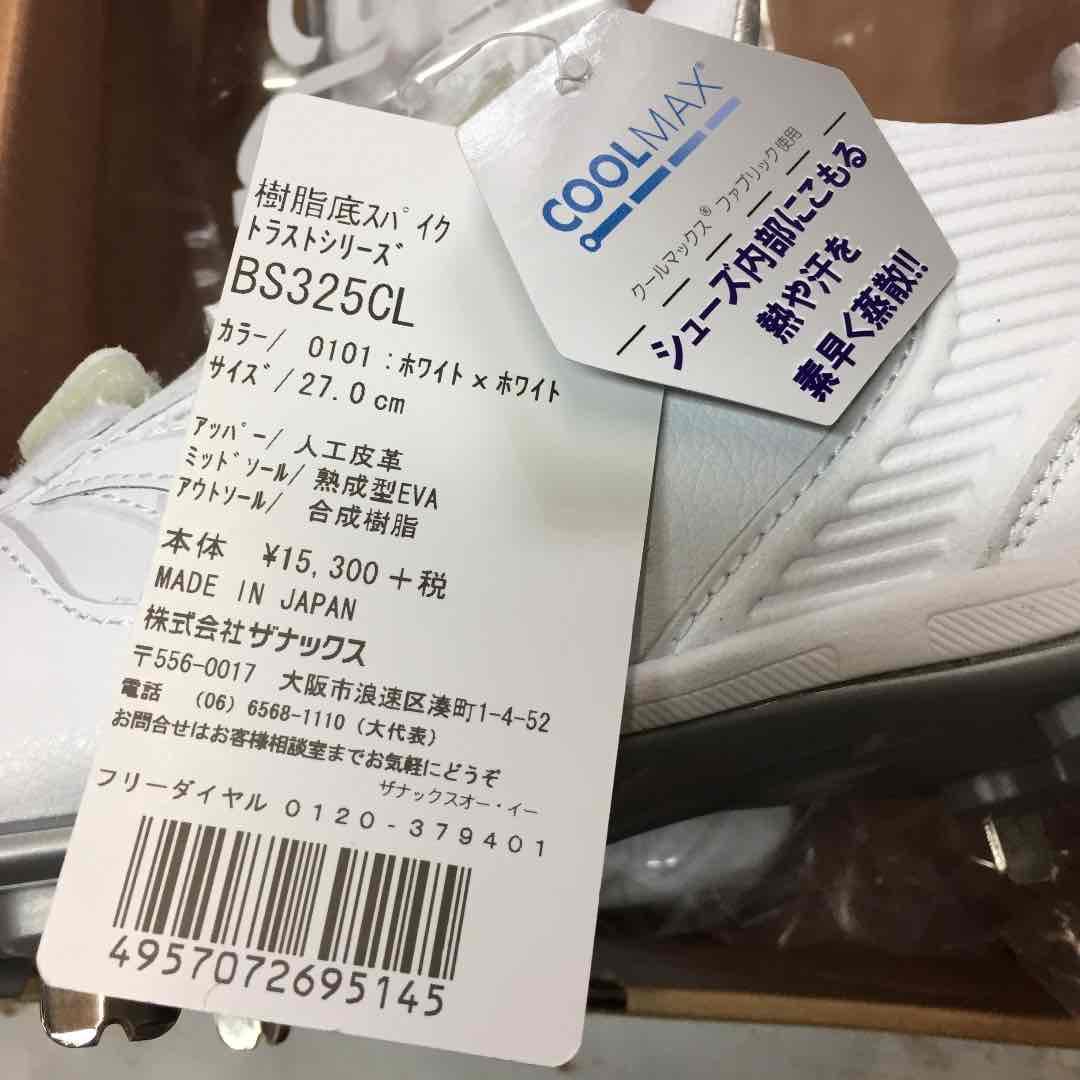 樹脂底ｽﾊﾟｲｸ
トラストシリーズ
BS325CL
カラー/ 0101：ホワイト×ホワイト
サイズ/27.0cm
アッパー/人工皮革
ミッドソール/熟成型EVA
アウトソール/ 合成樹脂
本体 ¥15,300＋税
MADE IN JAPAN
株式会社ザナックス
〒556-0017 大阪市浪速区湊町1-4-52
電話 (06) 6568-1110（大代表）
お問合せはお客様相談室までお気軽にどうぞ
ザナックスオー・イー
フリーダイヤル 0120-379401
4957072695145
COOLMAX®
クールマックス® ファブリック使用
シューズ内部にこもる
熱や汗を
素早く蒸散!!